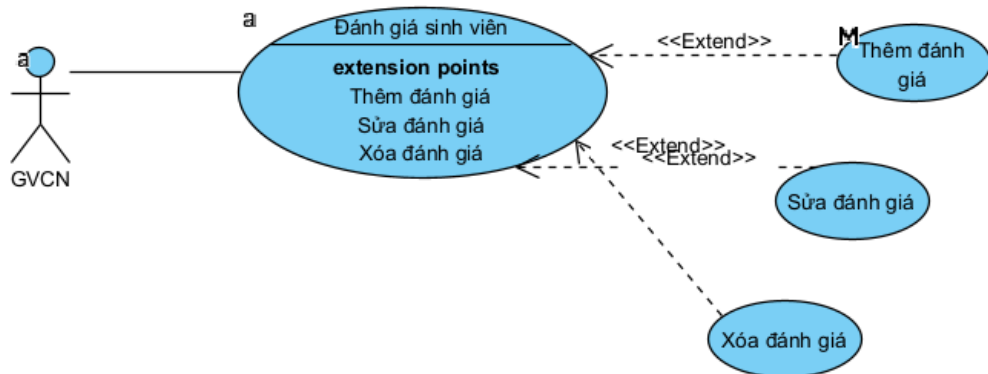 a
Đánh giá sinh viên
extension points
Thêm đánh giá
Sửa đánh giá
Xóa đánh giá
a
GVCN
<<Extend>>
M
Thêm đánh
giá
<<Extend>>
<<Extend>>
Sửa đánh giá
Xóa đánh giá